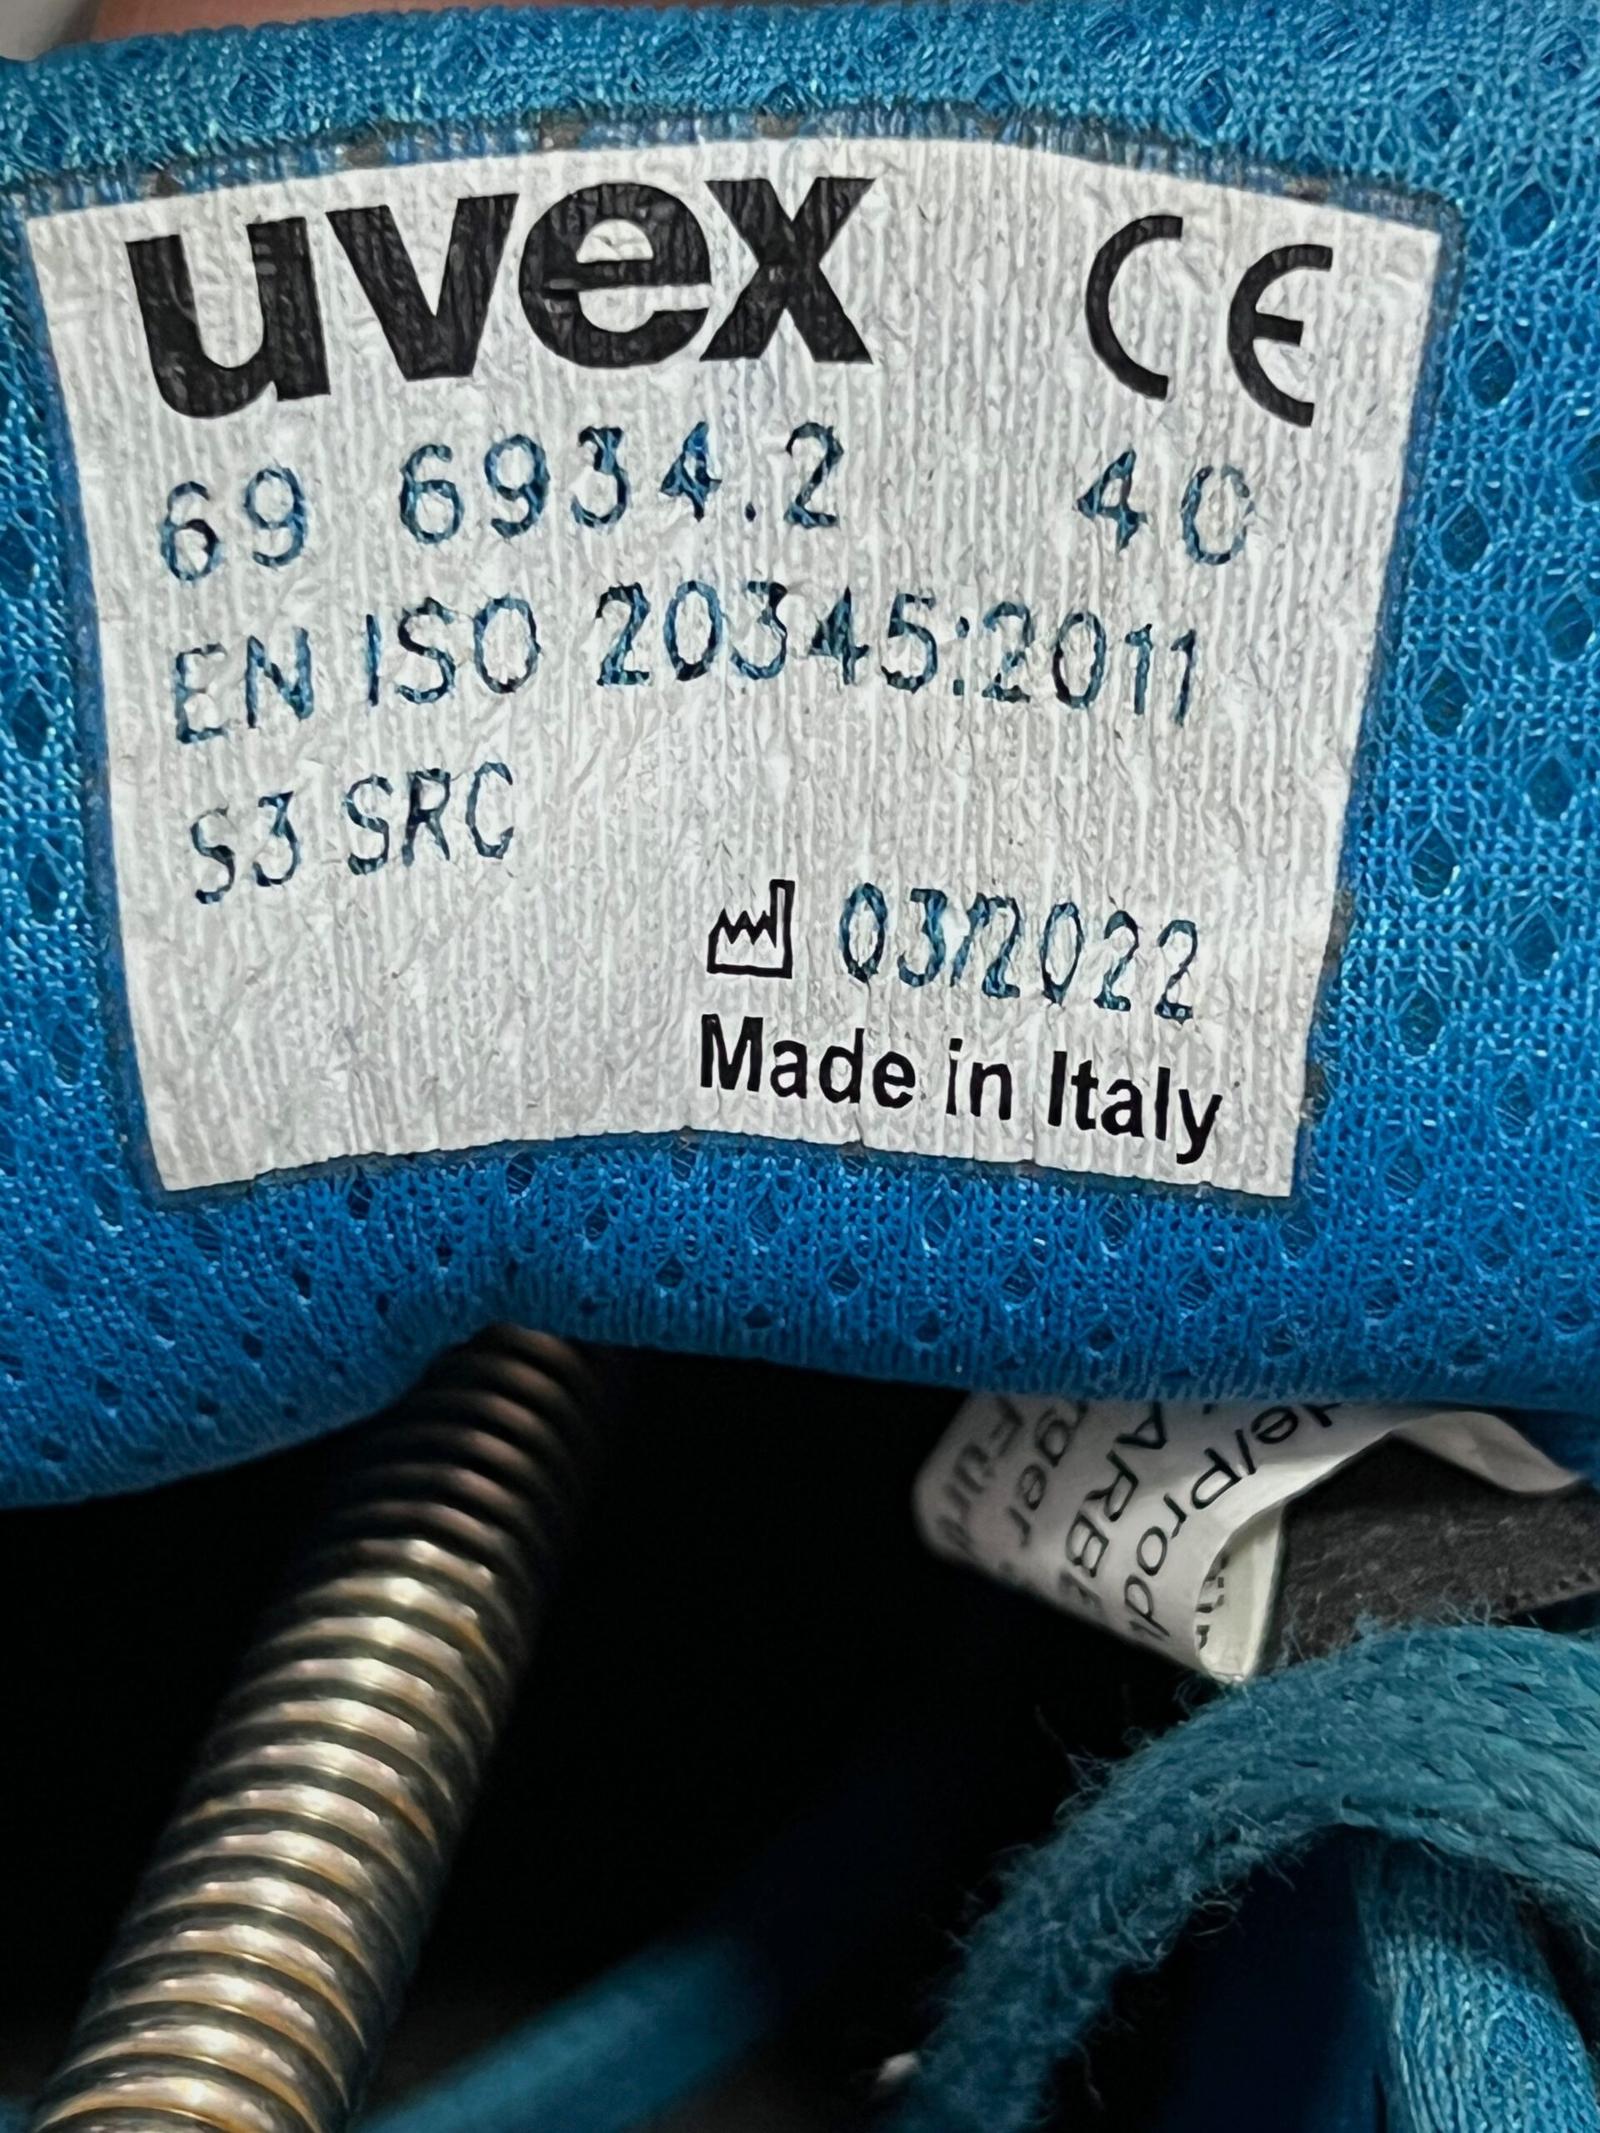 uvex CE
69 6934.2 40
EN ISO 20345:2011
S3 SRC
03/2022
Made in Italy